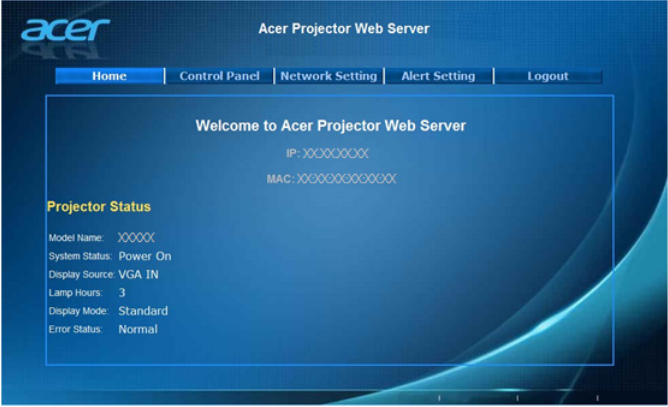 acer
Acer Projector Web Server
Home Control Panel Network Setting Alert Setting Logout
Welcome to Acer Projector Web Server
IP: XXXXXXXX
MAC: XXXXXXXXXXXX
Projector Status
Model Name: XXXXX
System Status: Power On
Display Source: VGA IN
Lamp Hours: 3
Display Mode: Standard
Error Status: Normal